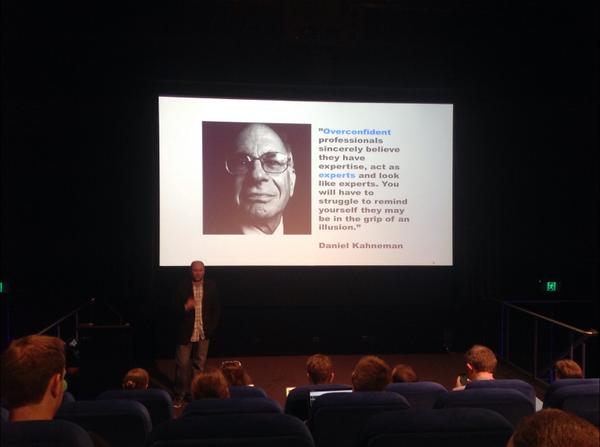 "Overconfident
professionals
sincerely believe
they have
expertise, act as
experts and look
like experts. You
will have to
struggle to remind
yourself they may
be in the grip of an
illusion."
Daniel Kahneman